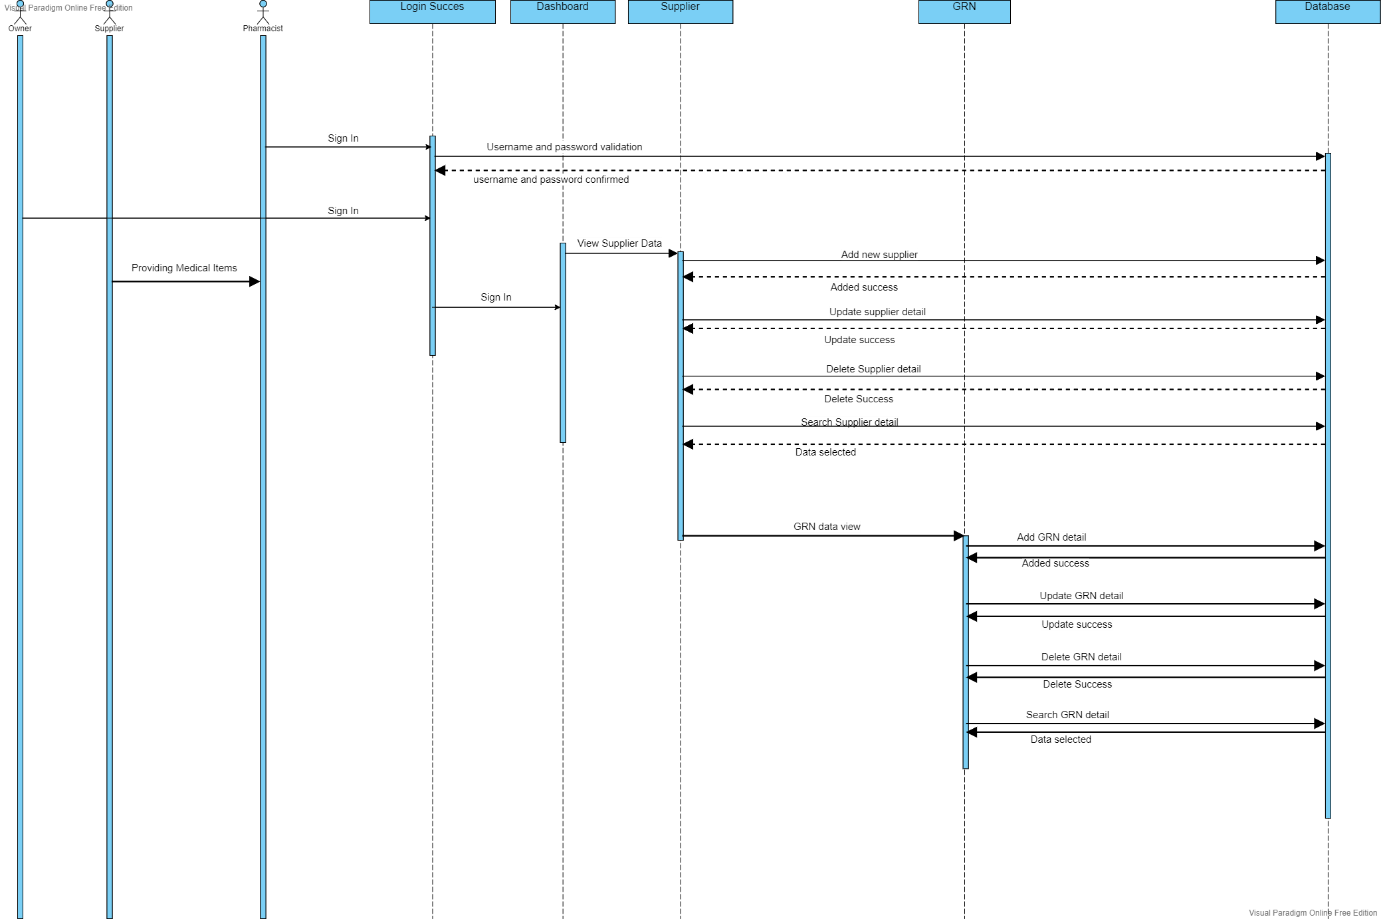 Visual Paradigm Online Free Edition
Owner
Supplier
Pharmacist
Login Succes
Dashboard
Supplier
GRN
Database
Sign In
Username and password validation
username and password confirmed
Sign In
View Supplier Data
Add new supplier
Providing Medical Items
Added success
Sign In
Update supplier detail
Update success
Delete Supplier detail
Delete Success
Search Supplier detail
Data selected
GRN data view
Add GRN detail
Added success
Update GRN detail
Update success
Delete GRN detail
Delete Success
Search GRN detail
Data selected
Visual Paradigm Online Free Edition